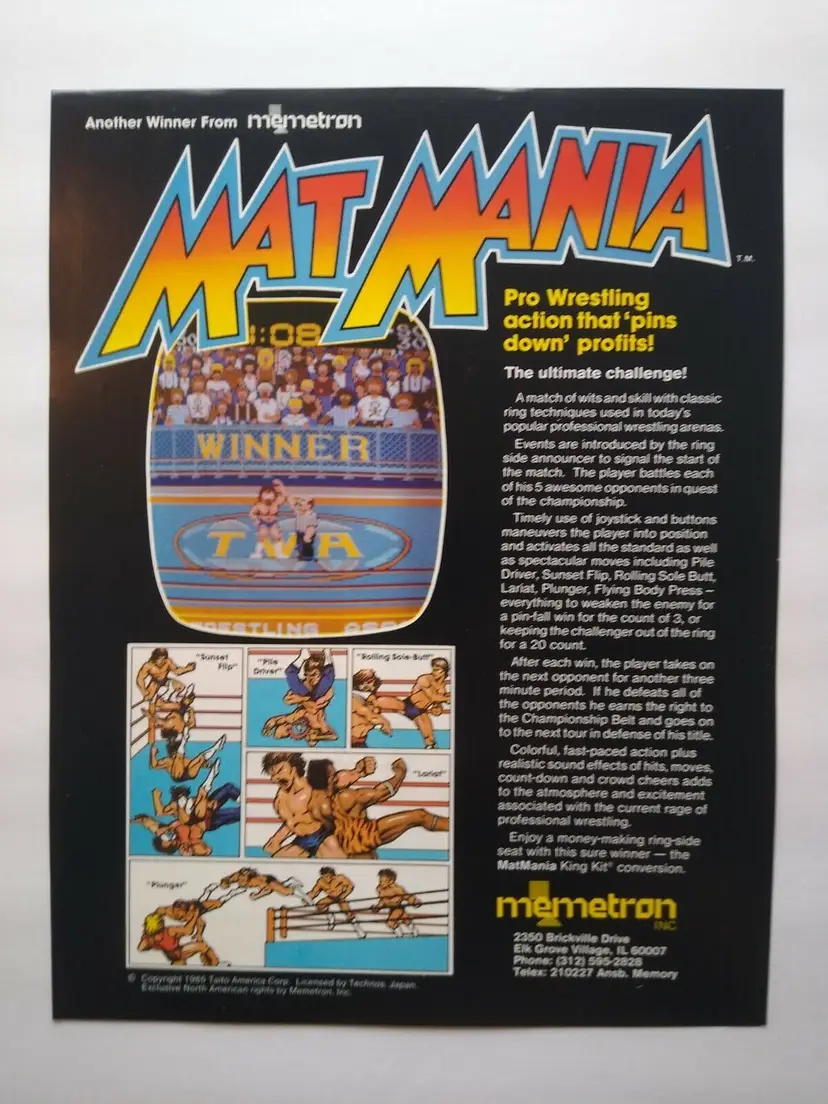 Another Winner From memetron
MAT MANIA
T.M.
:08
WINNER
TWA
WRESTLING ASSO
Pro Wrestling
action that 'pins
down' profits!
The ultimate challenge!
A match of wits and skill with classic
ring techniques used in today's
popular professional wrestling arenas.
Events are introduced by the ring
side announcer to signal the start of
the match. The player battles each
of his 5 awesome opponents in quest
of the championship.
Timely use of joystick and buttons
maneuvers the player into position
and activates all the standard as well
as spectacular moves including Pile
Driver, Sunset Flip, Rolling Sole Butt,
Lariat, Plunger, Flying Body Press –
everything to weaken the enemy for
a pin-fall win for the count of 3, or
keeping the challenger out of the ring
for a 20 count.
After each win, the player takes on
the next opponent for another three
minute period. If he defeats all of
the opponents he earns the right to
the Championship Belt and goes on
to the next tour in defense of his title.
Colorful, fast-paced action plus
realistic sound effects of hits, moves,
count-down and crowd cheers adds
to the atmosphere and excitement
associated with the current rage of
professional wrestling.
Enjoy a money-making ring-side
seat with this sure winner — the
MatMania King Kit® conversion.
"Sunset
Flip"
"Pile
Driver"
"Rolling Sole-Butt"
"Lariat"
"Plunger"
memetron
INC
2350 Brickville Drive
Elk Grove Village, IL 60007
Phone: (312) 595-2828
Telex: 210227 Ansb. Memory
© Copyright 1985 Taito America Corp. Licensed by Technos, Japan.
Exclusive North American rights by Memetron, Inc.